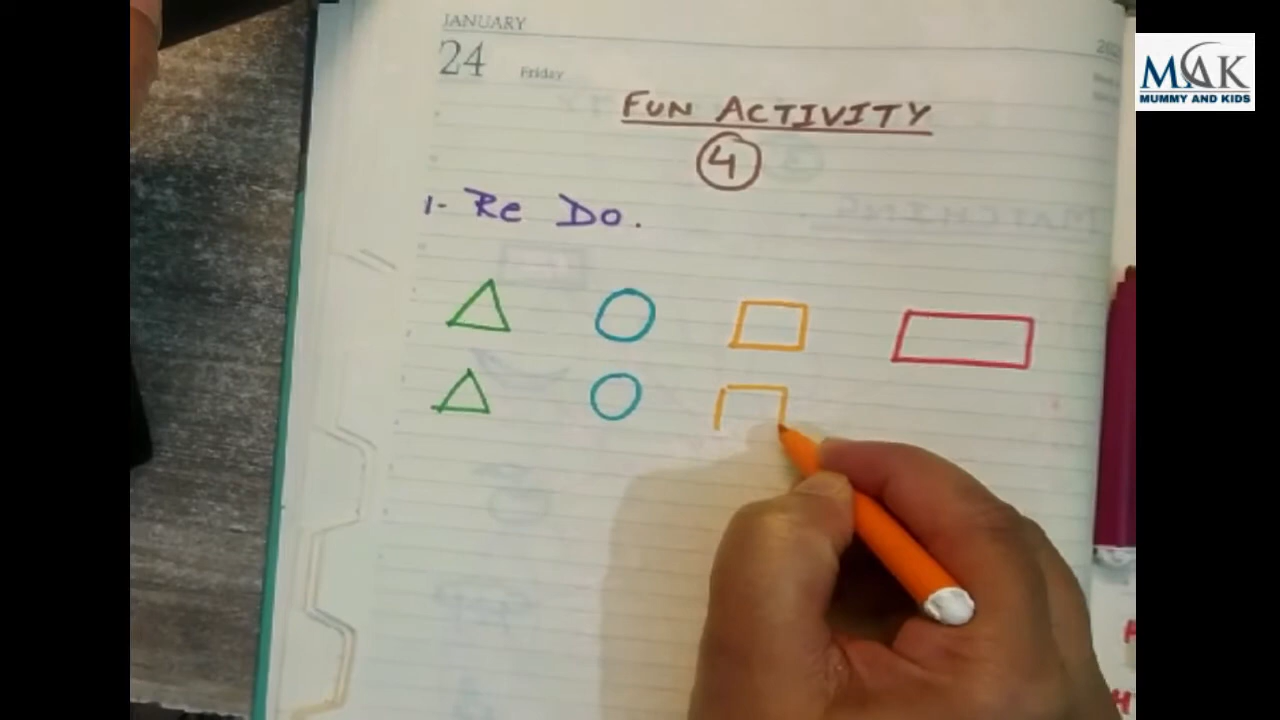 JANUARY
24 Friday
FUN ACTIVITY
4
1- Re Do.
MAK
MUMMY AND KIDS